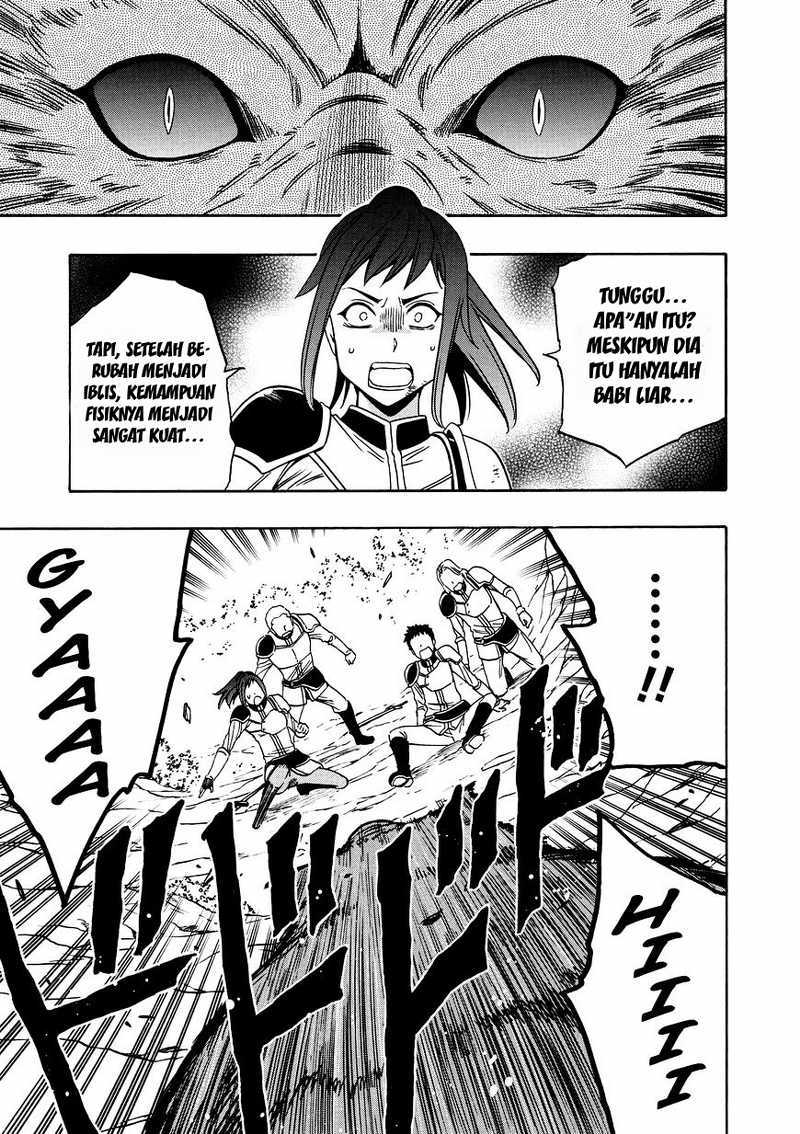 TUNGGU...
APA"AN ITU?
MESKIPUN DIA
ITU HANYALAH
BABI LIAR...
TAPI, SETELAH BE-
RUBAH MENJADI
IBLIS, KEMAMPUAN
FISIKNYA MENJADI
SANGAT KUAT...
......!!
GYAAAA
ドドドドド
HIIIII